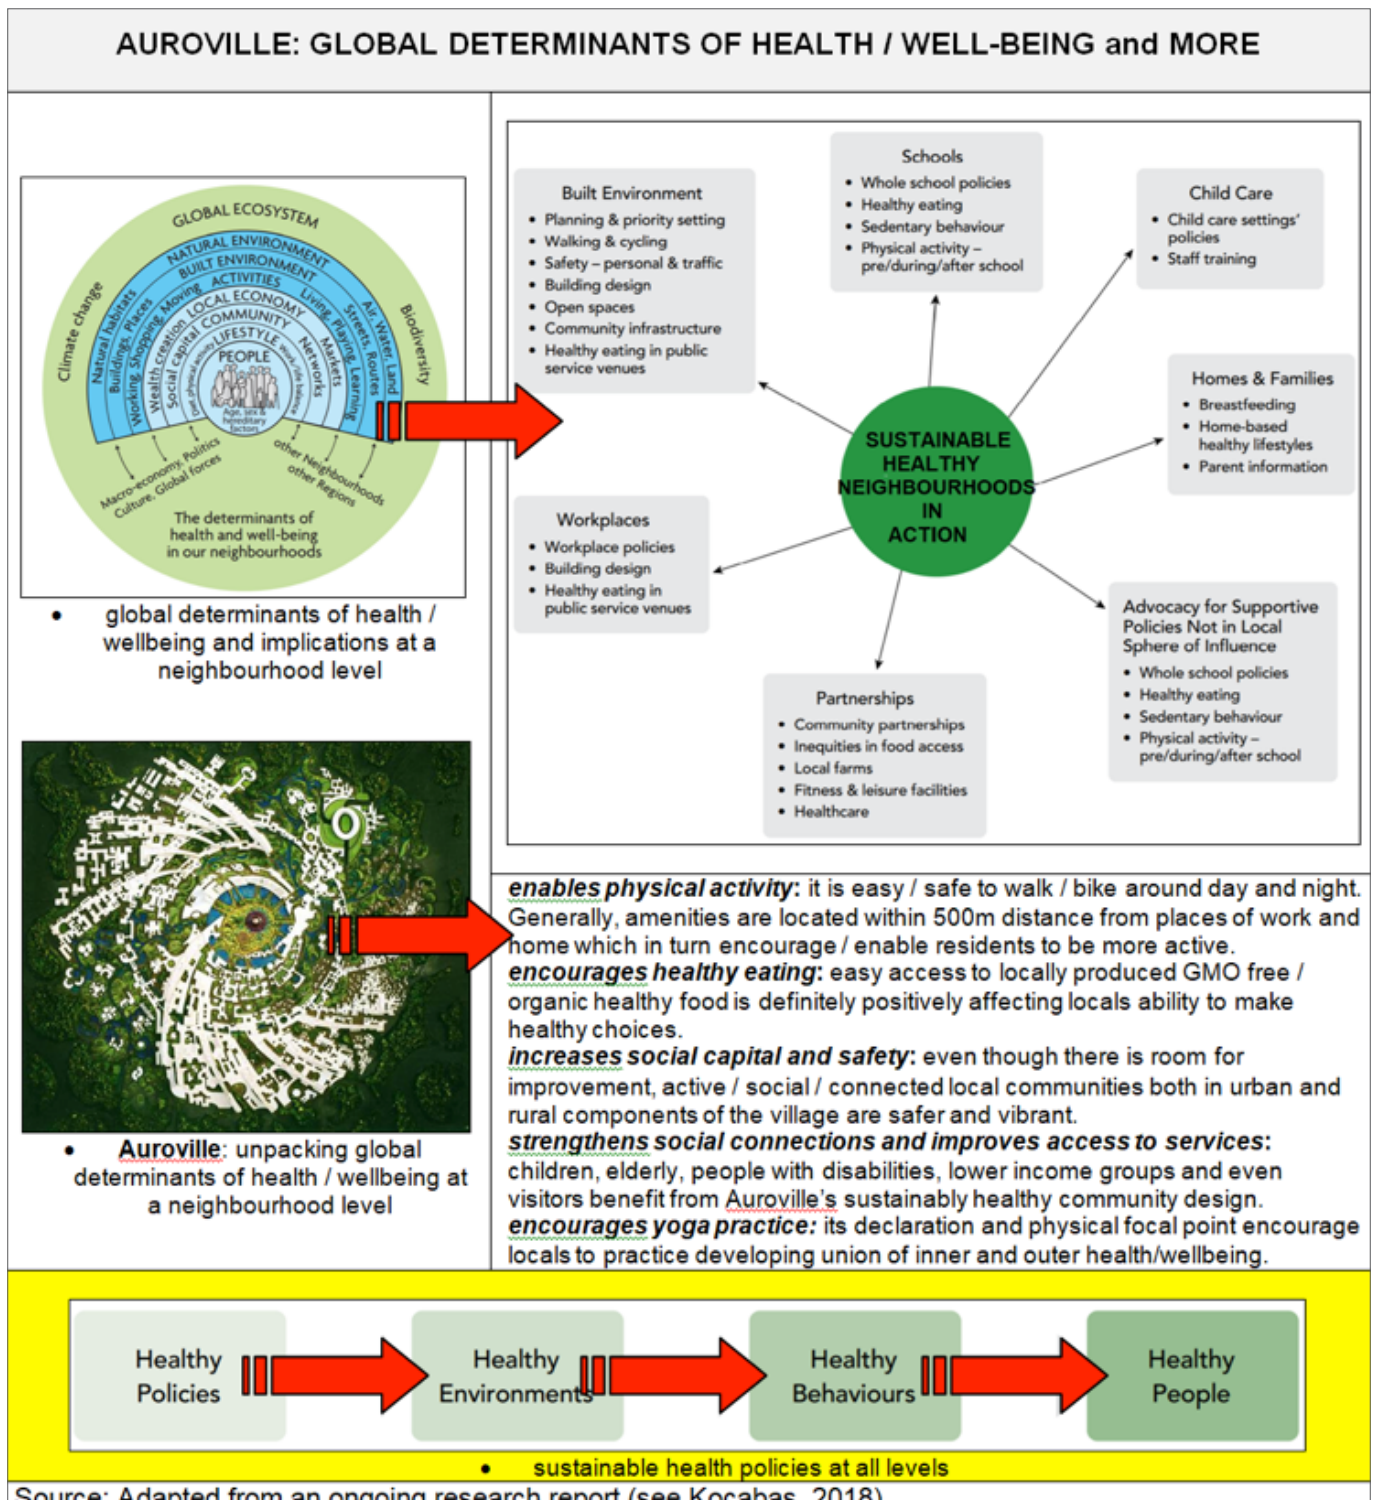 AUROVILLE: GLOBAL DETERMINANTS OF HEALTH / WELL-BEING and MORE
GLOBAL ECOSYSTEM
NATURAL ENVIRONMENT
BUILT ENVIRONMENT
ACTIVITIES
LOCAL ECONOMY
COMMUNITY
LIFESTYLE
PEOPLE
Age, sex &
hereditary
factors
Climate change
Biodiversity
Natural habitats
Air, Water, Land
Buildings, Places
Streets, Routes
Working, Shopping, Moving
Living, Playing, Learning
Wealth creation
Markets
Social capital
Networks
Diet, physical activity
Work/life balance
Macro-economy, Politics
Culture, Global forces
other Neighbourhoods
other Regions
The determinants of
health and well-being
in our neighbourhoods
• global determinants of health /
wellbeing and implications at a
neighbourhood level
Built Environment
• Planning & priority setting
• Walking & cycling
• Safety – personal & traffic
• Building design
• Open spaces
• Community infrastructure
• Healthy eating in public
service venues
Schools
• Whole school policies
• Healthy eating
• Sedentary behaviour
• Physical activity –
pre/during/after school
Child Care
• Child care settings'
policies
• Staff training
Homes & Families
• Breastfeeding
• Home-based
healthy lifestyles
• Parent information
SUSTAINABLE
HEALTHY
NEIGHBOURHOODS
IN
ACTION
Workplaces
• Workplace policies
• Building design
• Healthy eating in
public service venues
Advocacy for Supportive
Policies Not in Local
Sphere of Influence
• Whole school policies
• Healthy eating
• Sedentary behaviour
• Physical activity –
pre/during/after school
Partnerships
• Community partnerships
• Inequities in food access
• Local farms
• Fitness & leisure facilities
• Healthcare
• Auroville: unpacking global
determinants of health / wellbeing at
a neighbourhood level
enables physical activity: it is easy / safe to walk / bike around day and night.
Generally, amenities are located within 500m distance from places of work and
home which in turn encourage / enable residents to be more active.
encourages healthy eating: easy access to locally produced GMO free /
organic healthy food is definitely positively affecting locals ability to make
healthy choices.
increases social capital and safety: even though there is room for
improvement, active / social / connected local communities both in urban and
rural components of the village are safer and vibrant.
strengthens social connections and improves access to services:
children, elderly, people with disabilities, lower income groups and even
visitors benefit from Auroville's sustainably healthy community design.
encourages yoga practice: its declaration and physical focal point encourage
locals to practice developing union of inner and outer health/wellbeing.
Healthy
Policies
Healthy
Environments
Healthy
Behaviours
Healthy
People
• sustainable health policies at all levels
Source: Adapted from an ongoing research report (see Kocabas, 2018)